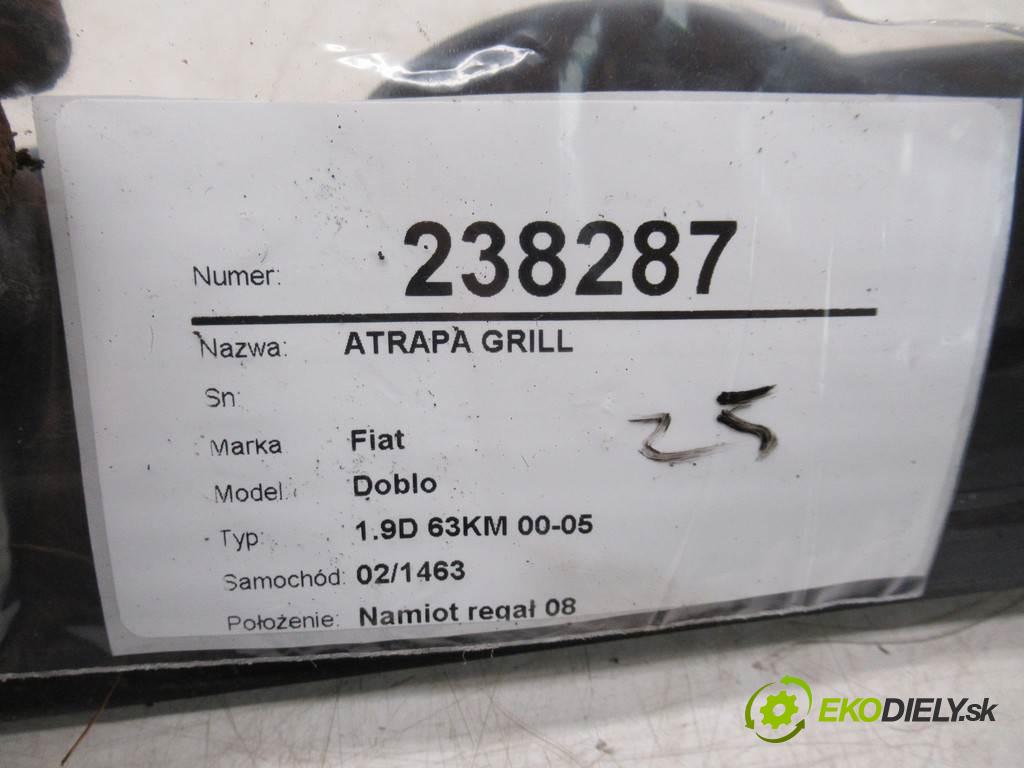 Numer: 238287
Nazwa: ATRAPA GRILL
Sn:
25
Marka Fiat
Model: Doblo
Typ: 1.9D 63KM 00-05
Samochód: 02/1463
Położenie: Namiot regał 08
EKODIELY.sk